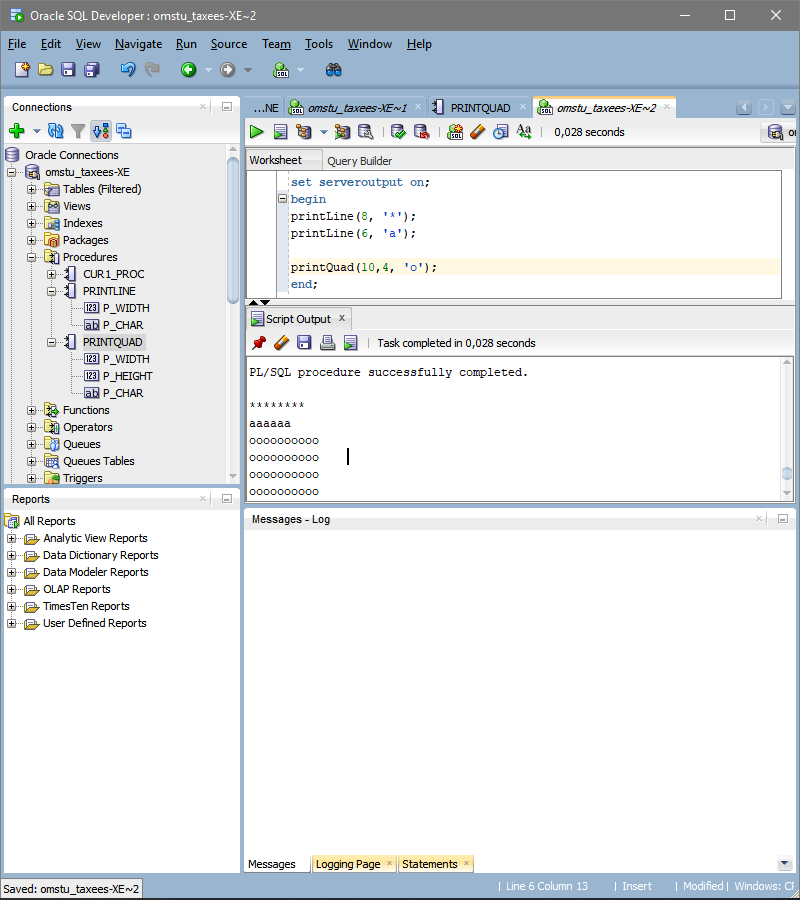 Oracle SQL Developer : omstu_taxees-XE~2
File Edit View Navigate Run Source Team Tools Window Help
Connections
Oracle Connections
omstu_taxees-XE
Tables (Filtered)
Views
Indexes
Packages
Procedures
CUR1_PROC
PRINTLINE
P_WIDTH
P_CHAR
PRINTQUAD
P_WIDTH
P_HEIGHT
P_CHAR
Functions
Operators
Queues
Queues Tables
Triggers
Reports
All Reports
Analytic View Reports
Data Dictionary Reports
Data Modeler Reports
OLAP Reports
TimesTen Reports
User Defined Reports
...NE omstu_taxees-XE~1 PRINTQUAD omstu_taxees-XE~2
0,028 seconds
Worksheet Query Builder
set serveroutput on;
begin
printLine(8, '*');
printLine(6, 'a');
printQuad(10,4, 'o');
end;
Script Output
Task completed in 0,028 seconds
PL/SQL procedure successfully completed.
********
aaaaaa
oooooooooo
oooooooooo
oooooooooo
oooooooooo
Messages - Log
Messages Logging Page Statements
Saved: omstu_taxees-XE~2
| Line 6 Column 13 | Insert | Modified | Windows: